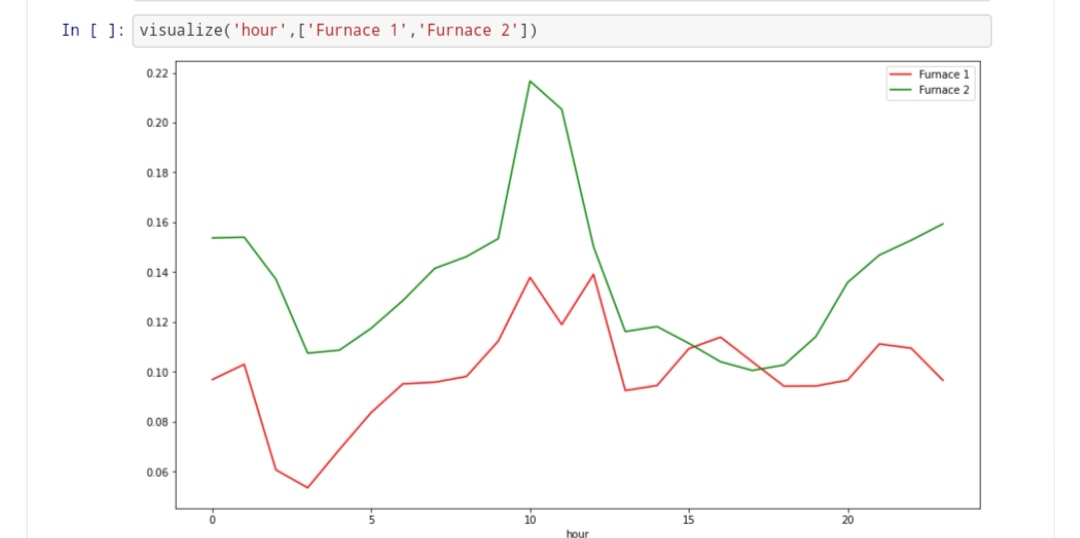 In [ ]: visualize('hour',['Furnace 1','Furnace 2'])
Furnace 1
Furnace 2
0.22
0.20
0.18
0.16
0.14
0.12
0.10
0.08
0.06
0 5 10 15 20
hour